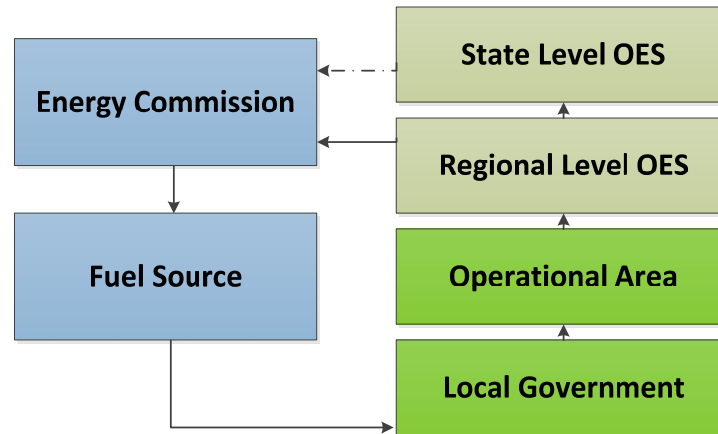 State Level OES
Energy Commission
Regional Level OES
Fuel Source
Operational Area
Local Government